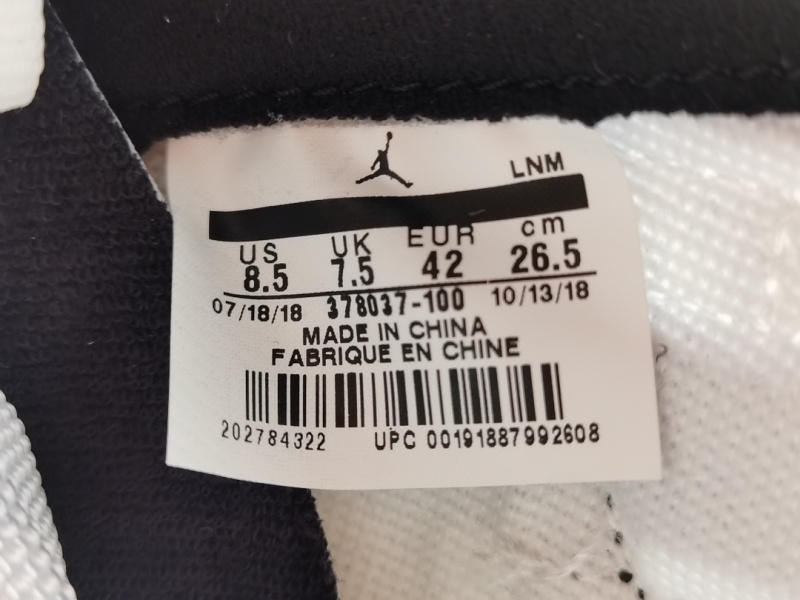 LNM
US UK EUR cm
8.5 7.5 42 26.5
07/18/18 378037-100 10/13/18
MADE IN CHINA
FABRIQUE EN CHINE
202784322 UPC 00191887992608